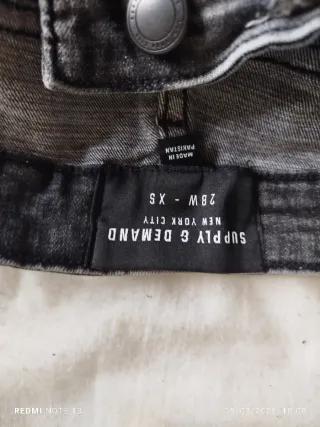 SUPPLY & DEMAND
NEW YORK CITY
28W - XS
MADE IN
PAKISTAN
REDMI NOTE 13